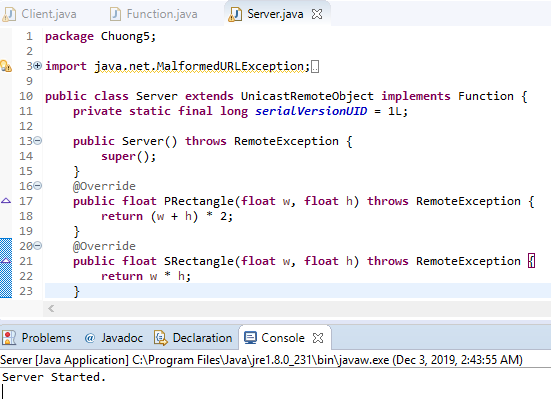 Client.java Function.java Server.java
1 package Chuong5;
2
3 import java.net.MalformedURLException;
9
10 public class Server extends UnicastRemoteObject implements Function {
11 private static final long serialVersionUID = 1L;
12
13 public Server() throws RemoteException {
14 super();
15 }
16 @Override
17 public float PRectangle(float w, float h) throws RemoteException {
18 return (w + h) * 2;
19 }
20 @Override
21 public float SRectangle(float w, float h) throws RemoteException {
22 return w * h;
23 }
Problems @ Javadoc Declaration Console
Server [Java Application] C:\Program Files\Java\jre1.8.0_231\bin\javaw.exe (Dec 3, 2019, 2:43:55 AM)
Server Started.